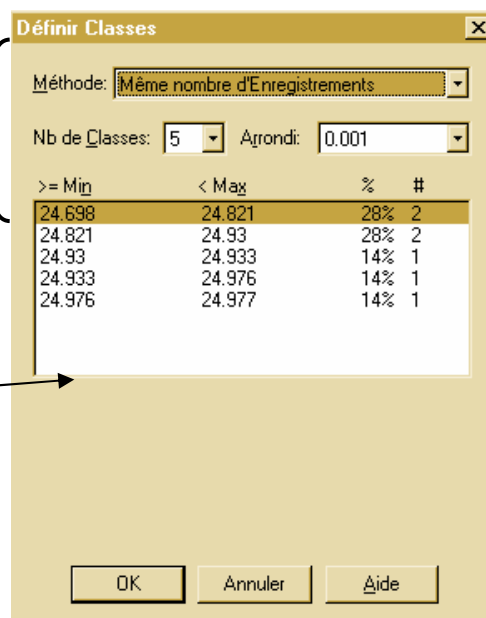 Définir Classes
Méthode: Même nombre d'Enregistrements
Nb de Classes: 5 Arrondi: 0.001
>= Min < Max % #
24.698 24.821 28% 2
24.821 24.93 28% 2
24.93 24.933 14% 1
24.933 24.976 14% 1
24.976 24.977 14% 1
OK Annuler Aide